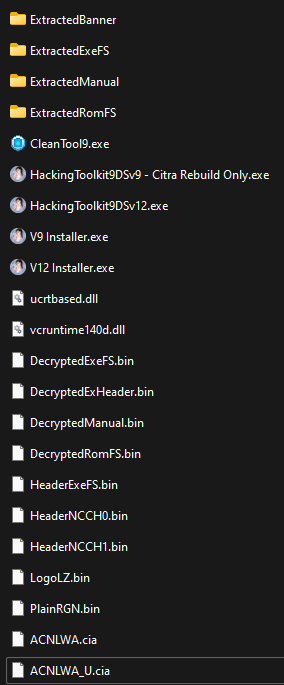 ExtractedBanner
ExtractedExeFS
ExtractedManual
ExtractedRomFS
CleanTool9.exe
HackingToolkit9DSv9 - Citra Rebuild Only.exe
HackingToolkit9DSv12.exe
V9 Installer.exe
V12 Installer.exe
ucrtbased.dll
vcruntime140d.dll
DecryptedExeFS.bin
DecryptedExHeader.bin
DecryptedManual.bin
DecryptedRomFS.bin
HeaderExeFS.bin
HeaderNCCH0.bin
HeaderNCCH1.bin
LogoLZ.bin
PlainRGN.bin
ACNLWA.cia
ACNLWA_U.cia